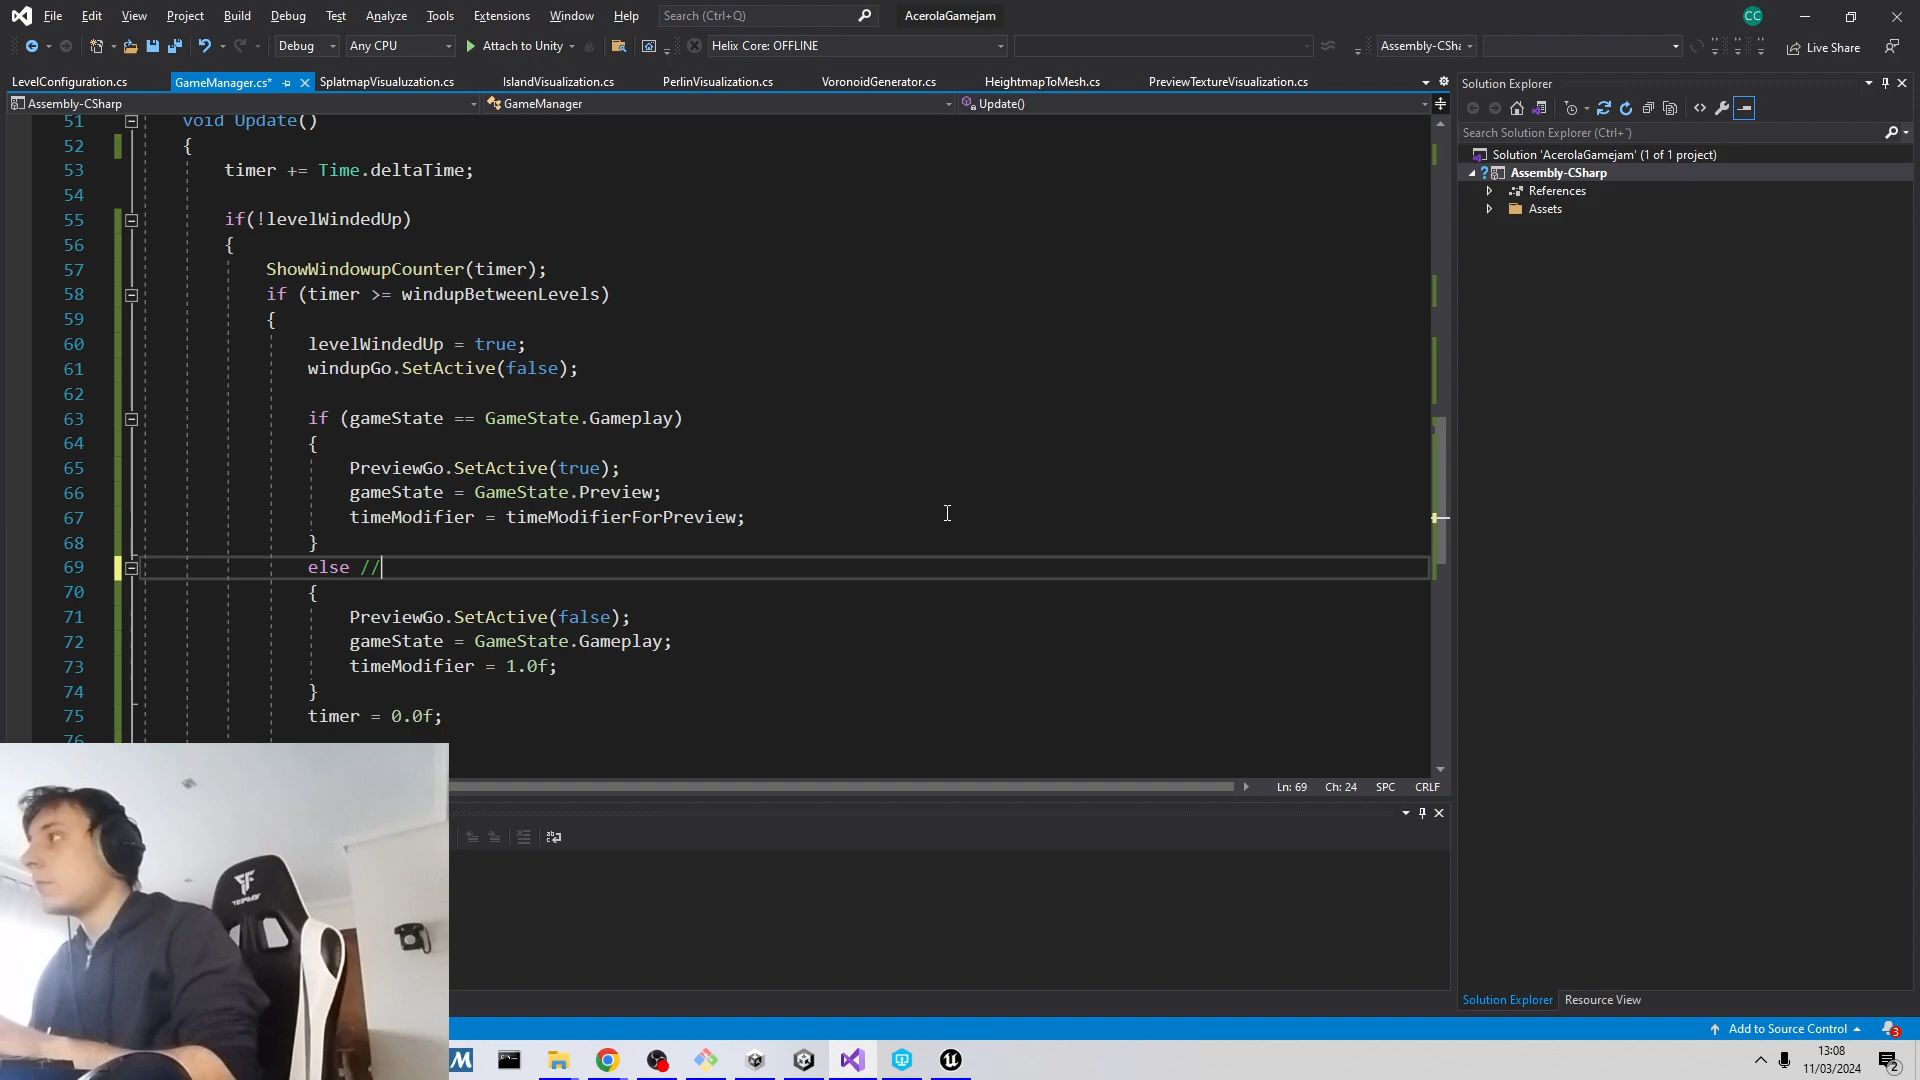 File Edit View Project Build Debug Test Analyze Tools Extensions Window Help Search (Ctrl+Q) AcerolaGamejam CC
Debug Any CPU Attach to Unity Helix Core: OFFLINE Assembly-CSha Live Share
LevelConfiguration.cs GameManager.cs* SplatmapVisualuzation.cs IslandVisualization.cs PerlinVisualization.cs VoronoidGenerator.cs HeightmapToMesh.cs PreviewTextureVisualization.cs
Assembly-CSharp GameManager Update()
51 void Update()
52 {
53 timer += Time.deltaTime;
54
55 if(!levelWindedUp)
56 {
57 ShowWindowupCounter(timer);
58 if (timer >= windupBetweenLevels)
59 {
60 levelWindedUp = true;
61 windupGo.SetActive(false);
62
63 if (gameState == GameState.Gameplay)
64 {
65 PreviewGo.SetActive(true);
66 gameState = GameState.Preview;
67 timeModifier = timeModifierForPreview;
68 }
69 else //
70 {
71 PreviewGo.SetActive(false);
72 gameState = GameState.Gameplay;
73 timeModifier = 1.0f;
74 }
75 timer = 0.0f;
76
Ln: 69 Ch: 24 SPC CRLF
Solution Explorer
Search Solution Explorer (Ctrl+¨)
Solution 'AcerolaGamejam' (1 of 1 project)
Assembly-CSharp
References
Assets
Solution Explorer Resource View
Add to Source Control 3
13:08
11/03/2024 2